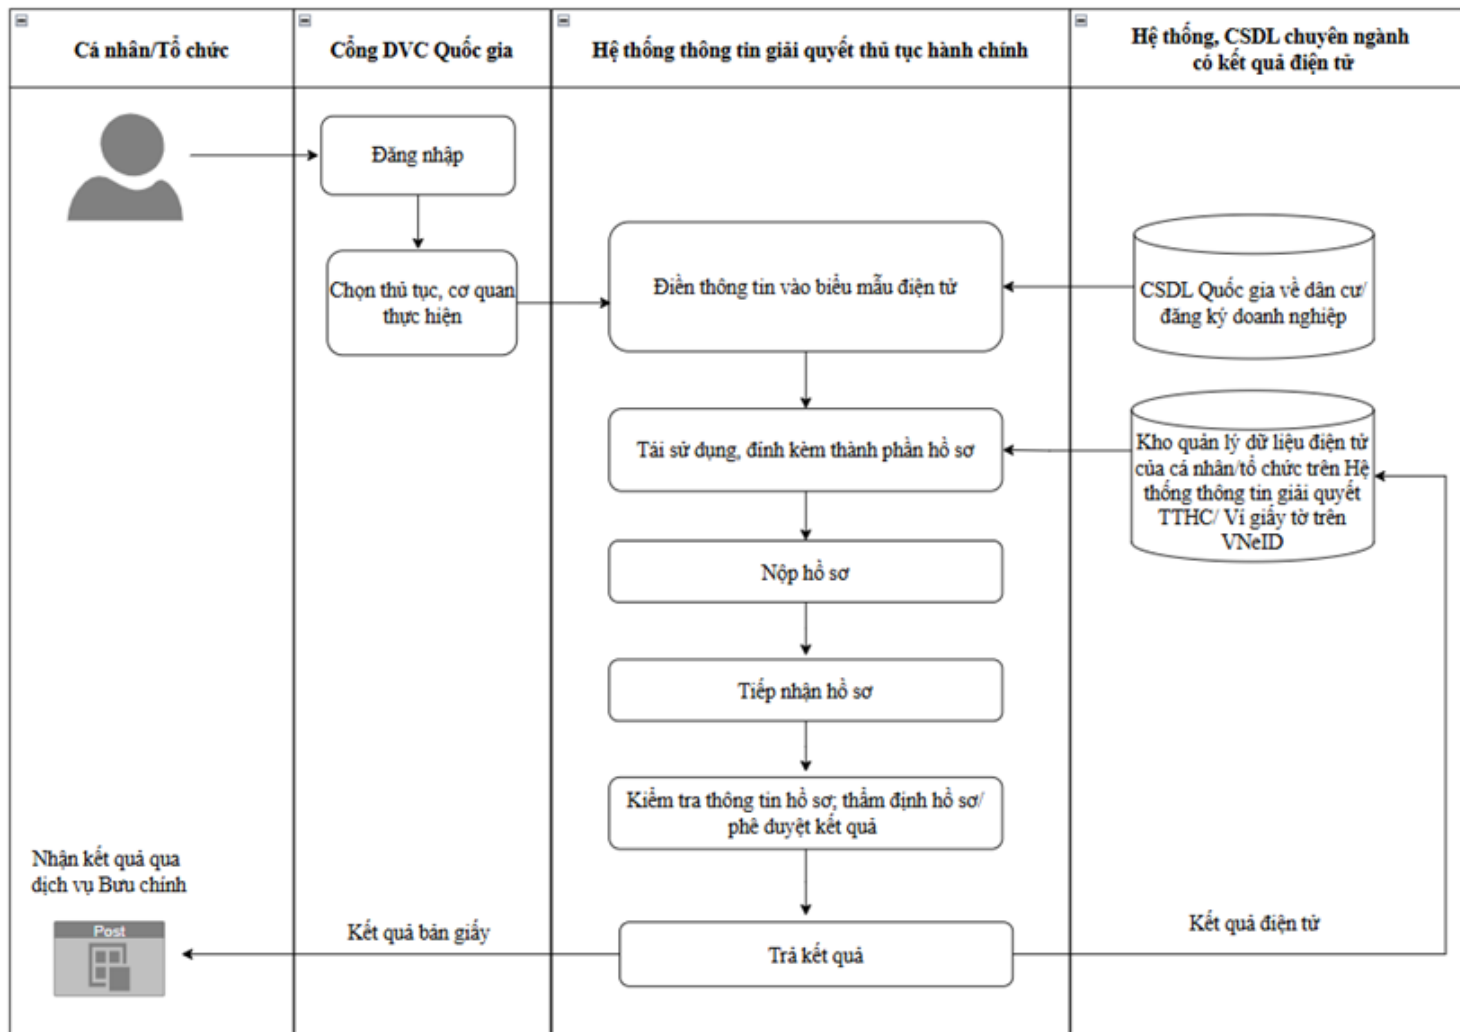 Cá nhân/Tổ chức
Cổng DVC Quốc gia
Hệ thống thông tin giải quyết thủ tục hành chính
Hệ thống, CSDL chuyên ngành
có kết quả điện tử
Đăng nhập
Chọn thủ tục, cơ quan
thực hiện
Điền thông tin vào biểu mẫu điện tử
CSDL Quốc gia về dân cư/
đăng ký doanh nghiệp
Tái sử dụng, đính kèm thành phần hồ sơ
Kho quản lý dữ liệu điện tử
của cá nhân/tổ chức trên Hệ
thống thông tin giải quyết
TTHC/ Ví giấy tờ trên
VNeID
Nộp hồ sơ
Tiếp nhận hồ sơ
Kiểm tra thông tin hồ sơ; thẩm định hồ sơ/
phê duyệt kết quả
Nhận kết quả qua
dịch vụ Bưu chính
Post
Kết quả bản giấy
Trả kết quả
Kết quả điện tử